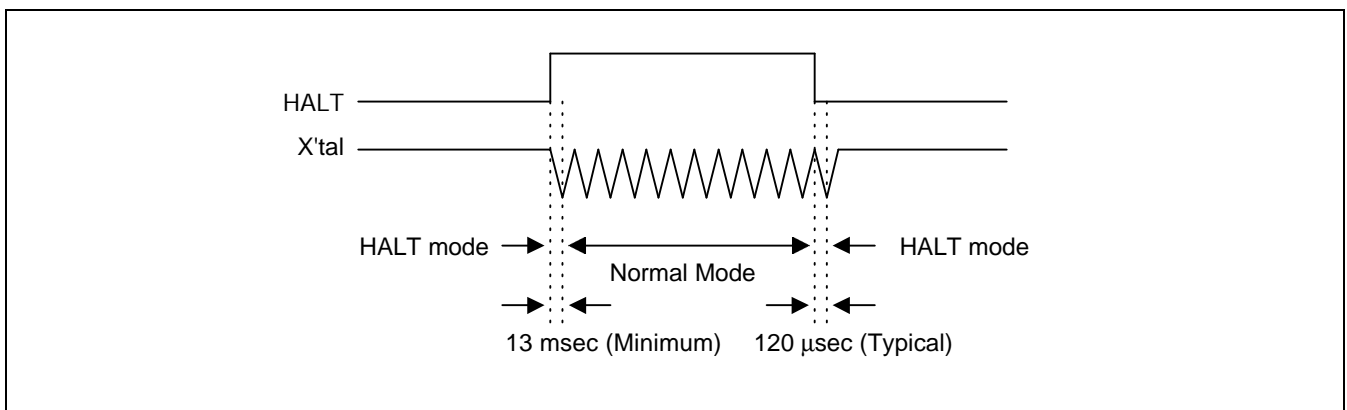 HALT
X'tal
HALT mode
HALT mode
Normal Mode
13 msec (Minimum)
120 μsec (Typical)